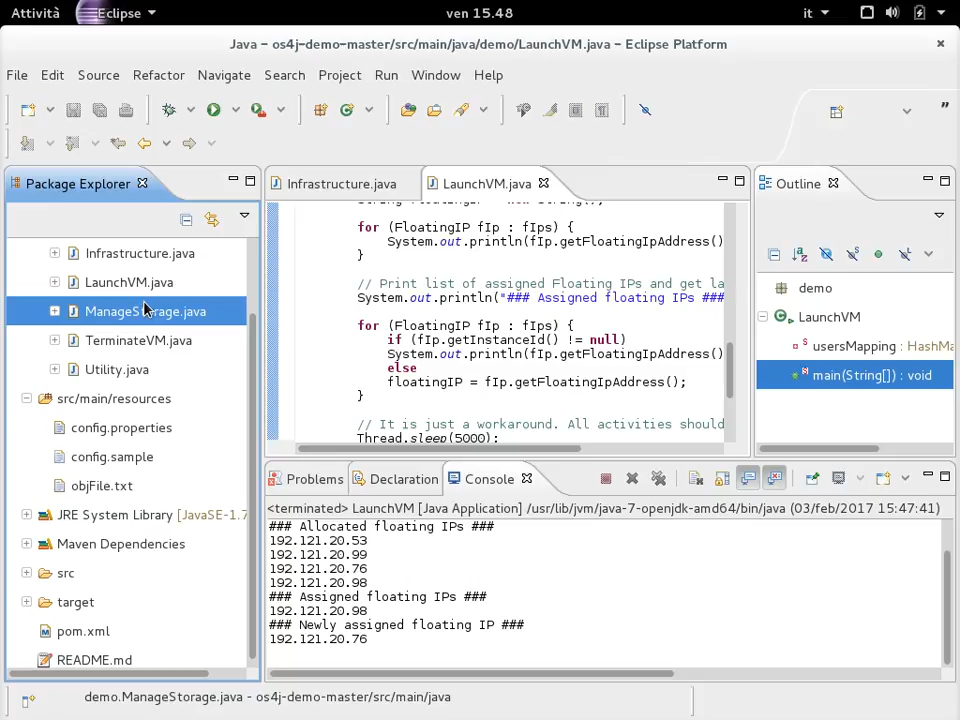 Attività
Eclipse
ven 15.48
it
Java – os4j-demo-master/src/main/java/demo/LaunchVM.java – Eclipse Platform
File Edit Source Refactor Navigate Search Project Run Window Help
Package Explorer
Infrastructure.java
LaunchVM.java
ManageStorage.java
TerminateVM.java
Utility.java
src/main/resources
config.properties
config.sample
objFile.txt
JRE System Library [JavaSE-1.7
Maven Dependencies
src
target
pom.xml
README.md
Infrastructure.java
LaunchVM.java
for (FloatingIP fIp : fIps) {
System.out.println(fIp.getFloatingIpAddress()
}
// Print list of assigned Floating IPs and get la
System.out.println("### Assigned floating IPs ###
for (FloatingIP fIp : fIps) {
if (fIp.getInstanceId() != null)
System.out.println(fIp.getFloatingIpAddress()
else
floatingIP = fIp.getFloatingIpAddress();
}
// It is just a workaround. All activities should
Thread.sleep(5000);
Outline
demo
LaunchVM
usersMapping : HashMa
main(String[]) : void
Problems
Declaration
Console
<terminated> LaunchVM [Java Application] /usr/lib/jvm/java-7-openjdk-amd64/bin/java (03/feb/2017 15:47:41)
### Allocated floating IPs ###
192.121.20.53
192.121.20.99
192.121.20.76
192.121.20.98
### Assigned floating IPs ###
192.121.20.98
### Newly assigned floating IP ###
192.121.20.76
demo.ManageStorage.java - os4j-demo-master/src/main/java